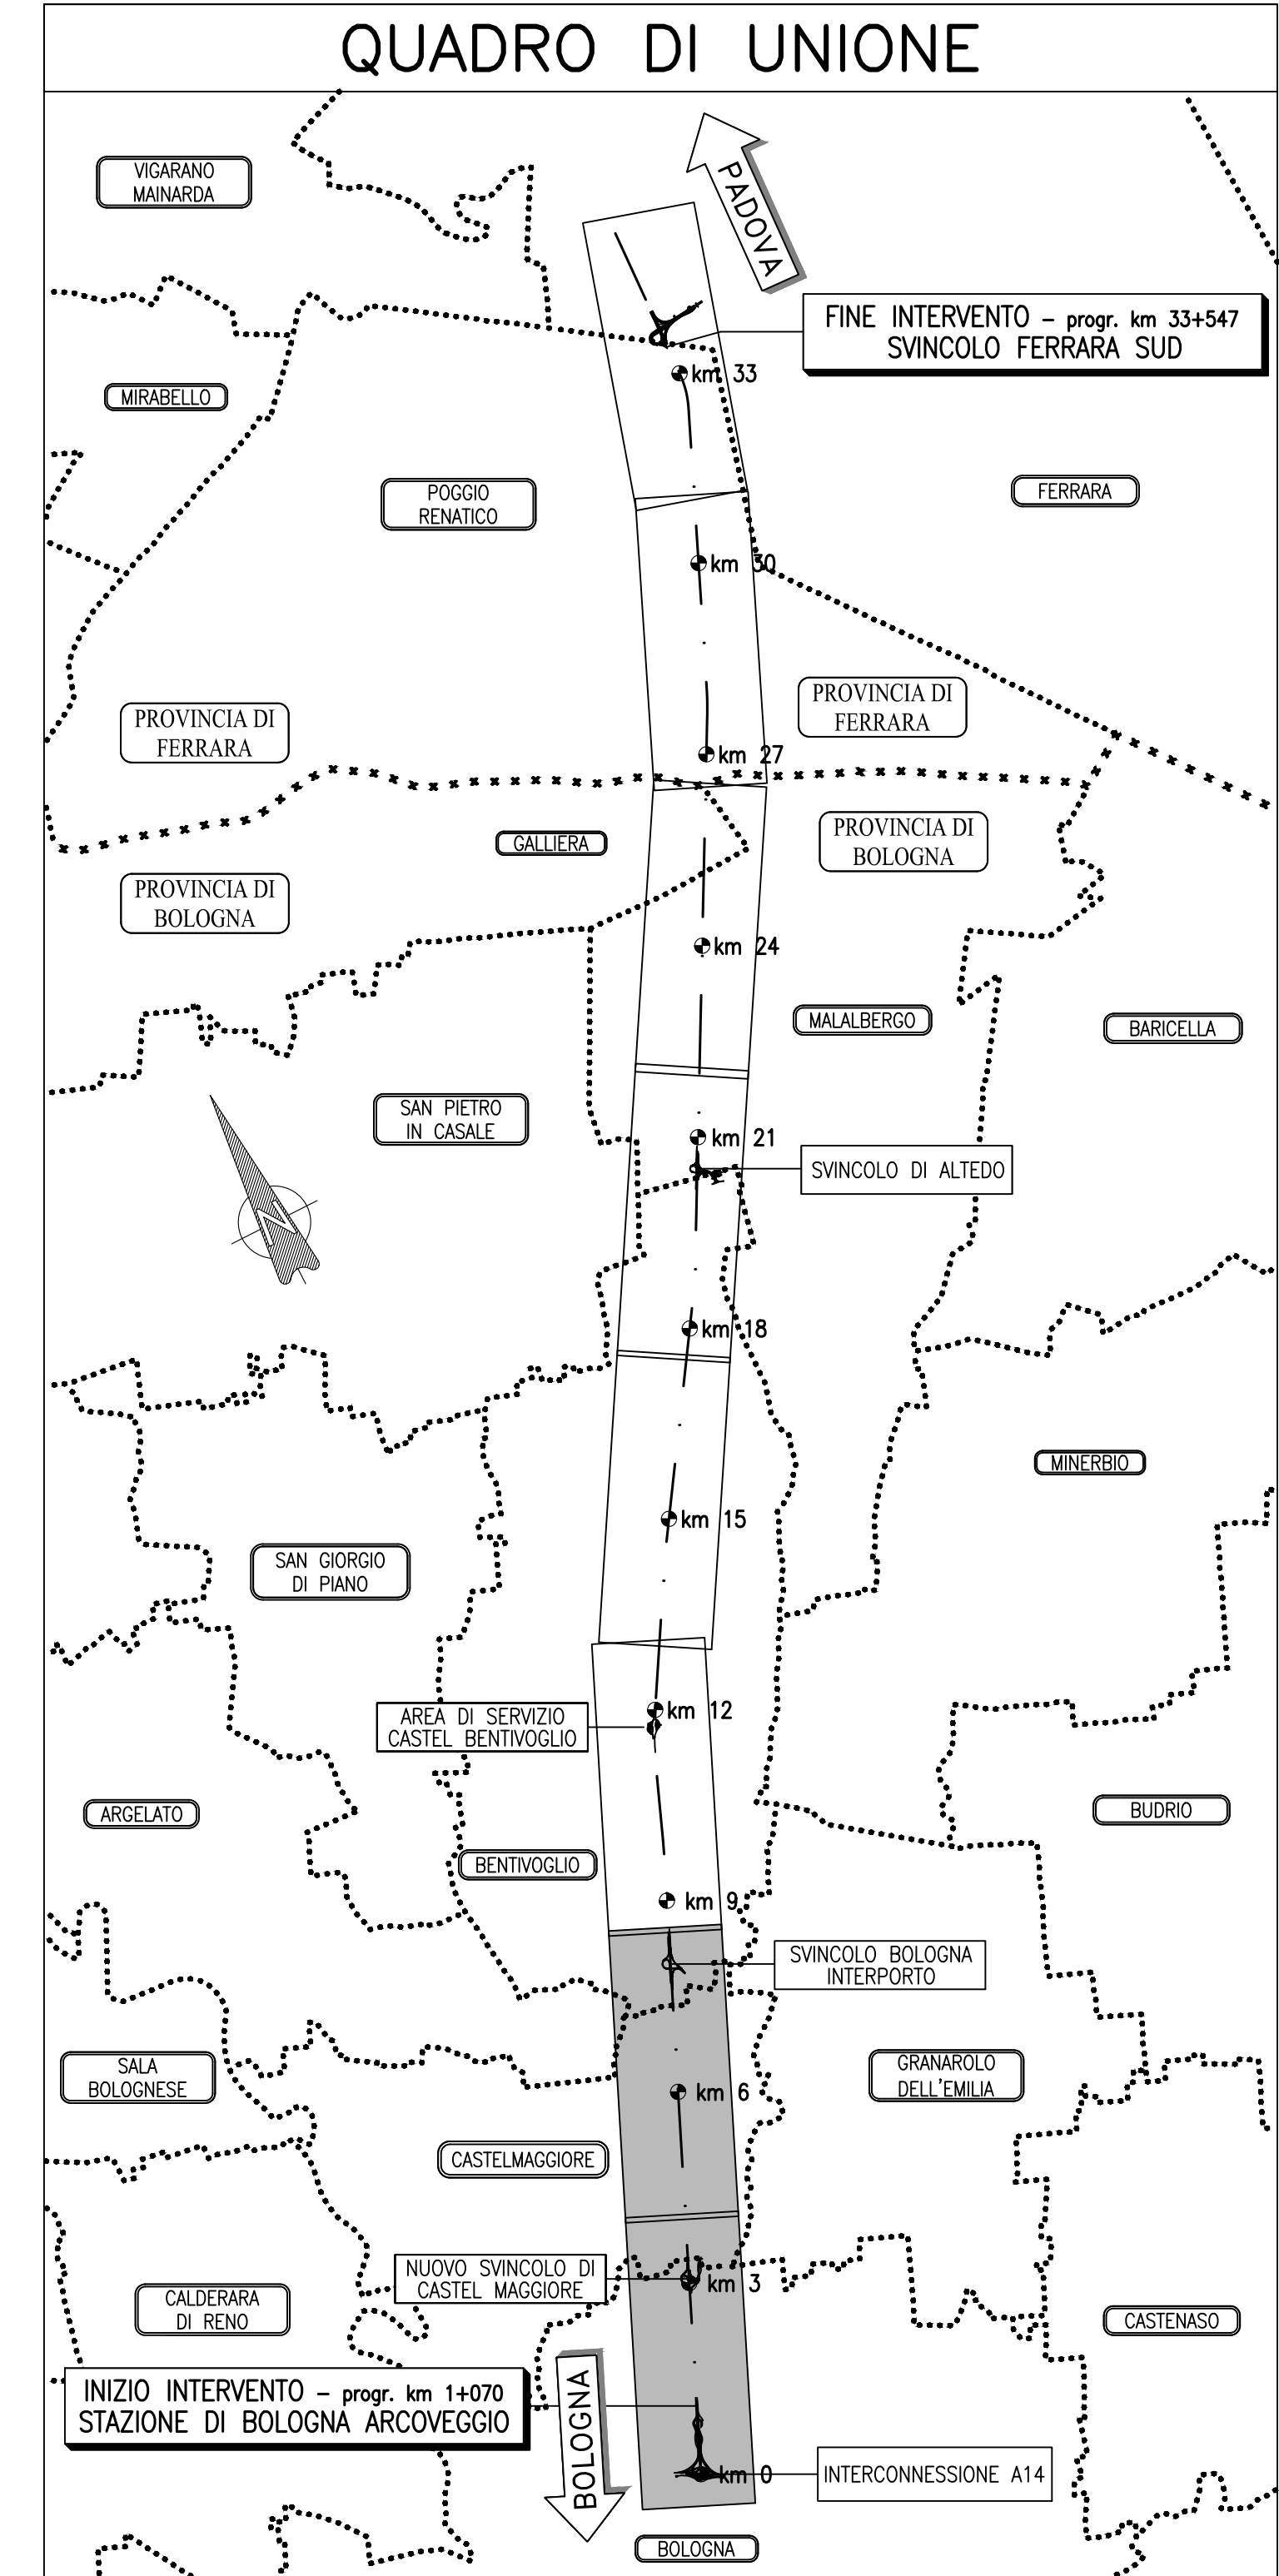 QUADRO DI UNIONE
VIGARANO
MAINARDA
PADOVA
FINE INTERVENTO – progr. km 33+547
SVINCOLO FERRARA SUD
km 33
MIRABELLO
POGGIO
RENATICO
FERRARA
km 30
PROVINCIA DI
FERRARA
PROVINCIA DI
FERRARA
km 27
GALLIERA
PROVINCIA DI
BOLOGNA
PROVINCIA DI
BOLOGNA
km 24
MALALBERGO
BARICELLA
SAN PIETRO
IN CASALE
km 21
SVINCOLO DI ALTEDO
N
km 18
MINERBIO
km 15
SAN GIORGIO
DI PIANO
km 12
AREA DI SERVIZIO
CASTEL BENTIVOGLIO
ARGELATO
BUDRIO
BENTIVOGLIO
km 9
SVINCOLO BOLOGNA
INTERPORTO
SALA
BOLOGNESE
GRANAROLO
DELL'EMILIA
km 6
CASTELMAGGIORE
NUOVO SVINCOLO DI
CASTEL MAGGIORE
km 3
CALDERARA
DI RENO
CASTENASO
INIZIO INTERVENTO – progr. km 1+070
STAZIONE DI BOLOGNA ARCOVEGGIO
BOLOGNA
km 0
INTERCONNESSIONE A14
BOLOGNA